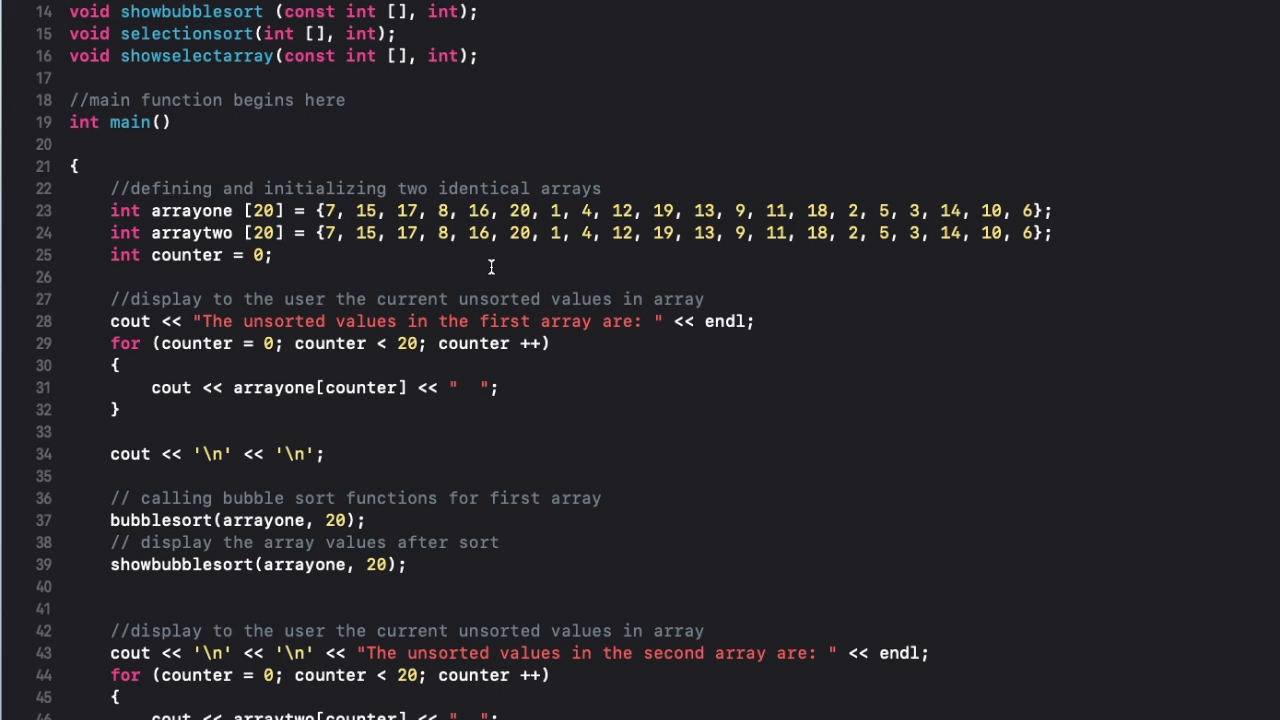 14 void showbubblesort (const int [], int);
15 void selectionsort(int [], int);
16 void showselectarray(const int [], int);
17
18 //main function begins here
19 int main()
20
21 {
22     //defining and initializing two identical arrays
23     int arrayone [20] = {7, 15, 17, 8, 16, 20, 1, 4, 12, 19, 13, 9, 11, 18, 2, 5, 3, 14, 10, 6};
24     int arraytwo [20] = {7, 15, 17, 8, 16, 20, 1, 4, 12, 19, 13, 9, 11, 18, 2, 5, 3, 14, 10, 6};
25     int counter = 0;
26
27     //display to the user the current unsorted values in array
28     cout << "The unsorted values in the first array are: " << endl;
29     for (counter = 0; counter < 20; counter ++)
30     {
31         cout << arrayone[counter] << "  ";
32     }
33
34     cout << '\n' << '\n';
35
36     // calling bubble sort functions for first array
37     bubblesort(arrayone, 20);
38     // display the array values after sort
39     showbubblesort(arrayone, 20);
40
41
42     //display to the user the current unsorted values in array
43     cout << '\n' << '\n' << "The unsorted values in the second array are: " << endl;
44     for (counter = 0; counter < 20; counter ++)
45     {
46         cout << arraytwo[counter] << "  ";